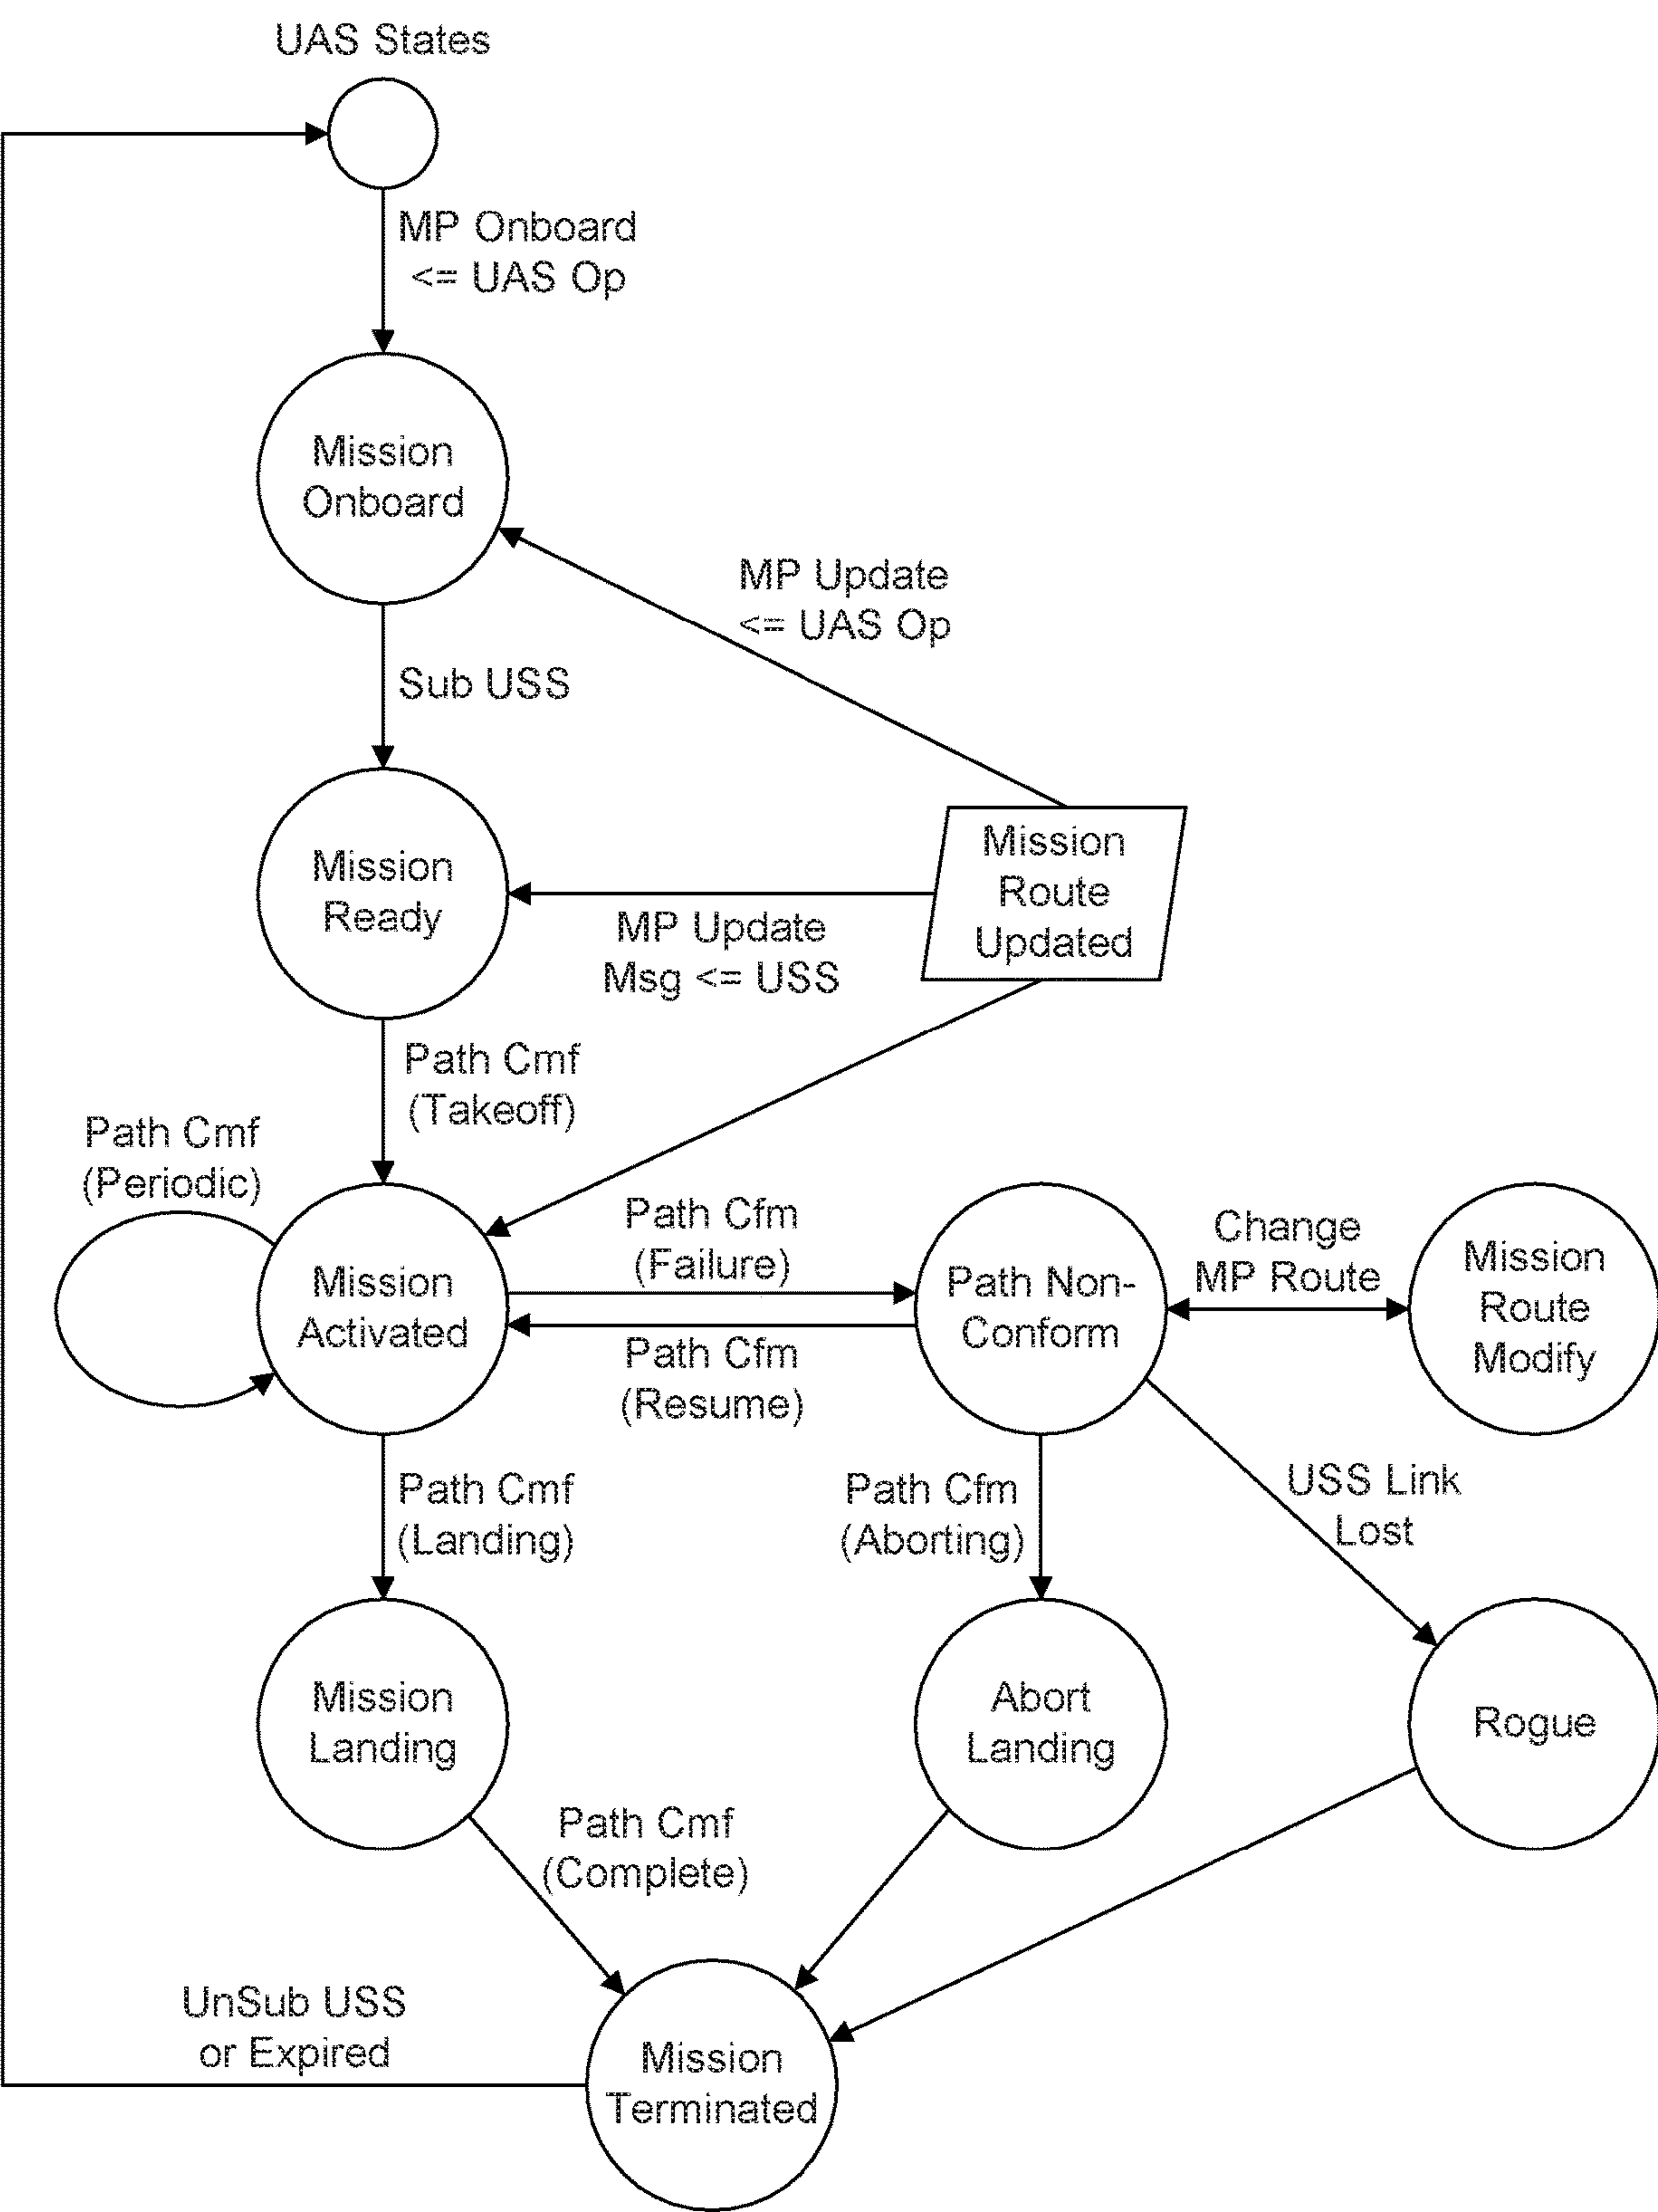 UAS States
MP Onboard
<= UAS Op
Mission
Onboard
MP Update
<= UAS Op
Sub USS
Mission
Ready
Mission
Route
Updated
MP Update
Msg <= USS
Path Cmf
(Takeoff)
Path Cmf
(Periodic)
Mission
Activated
Path Cfm
(Failure)
Path Cfm
(Resume)
Path Non-
Conform
Change
MP Route
Mission
Route
Modify
Path Cmf
(Landing)
Path Cfm
(Aborting)
USS Link
Lost
Mission
Landing
Abort
Landing
Rogue
Path Cmf
(Complete)
UnSub USS
or Expired
Mission
Terminated